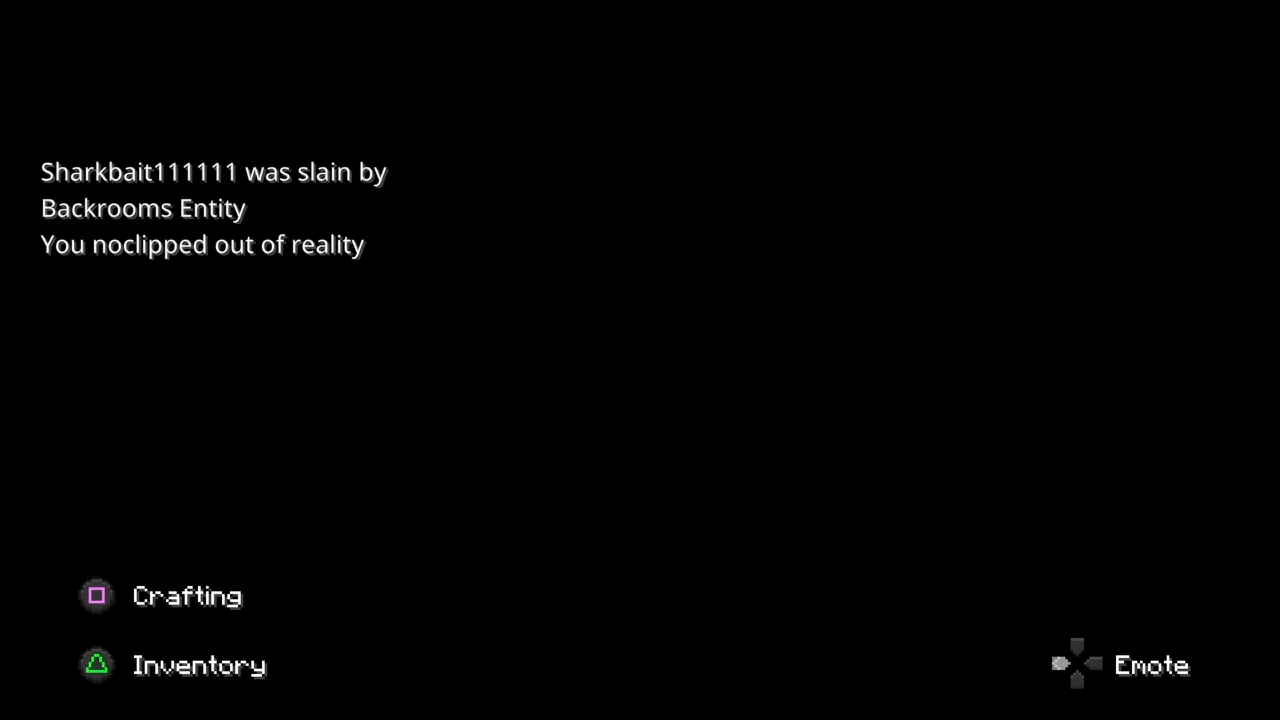 Sharkbait111111 was slain by
Backrooms Entity
You noclipped out of reality
Crafting
Inventory
Emote